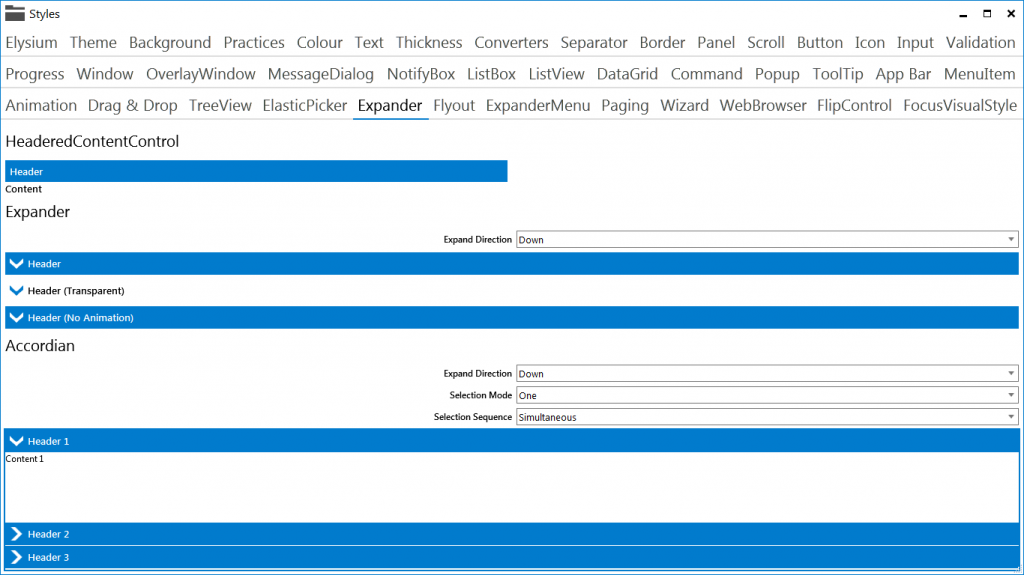 Styles
Elysium Theme Background Practices Colour Text Thickness Converters Separator Border Panel Scroll Button Icon Input Validation
Progress Window OverlayWindow MessageDialog NotifyBox ListBox ListView DataGrid Command Popup ToolTip App Bar MenuItem
Animation Drag & Drop TreeView ElasticPicker Expander Flyout ExpanderMenu Paging Wizard WebBrowser FlipControl FocusVisualStyle
HeaderedContentControl
Header
Content
Expander
Expand Direction Down
Header
Header (Transparent)
Header (No Animation)
Accordian
Expand Direction Down
Selection Mode One
Selection Sequence Simultaneous
Header 1
Content 1
Header 2
Header 3